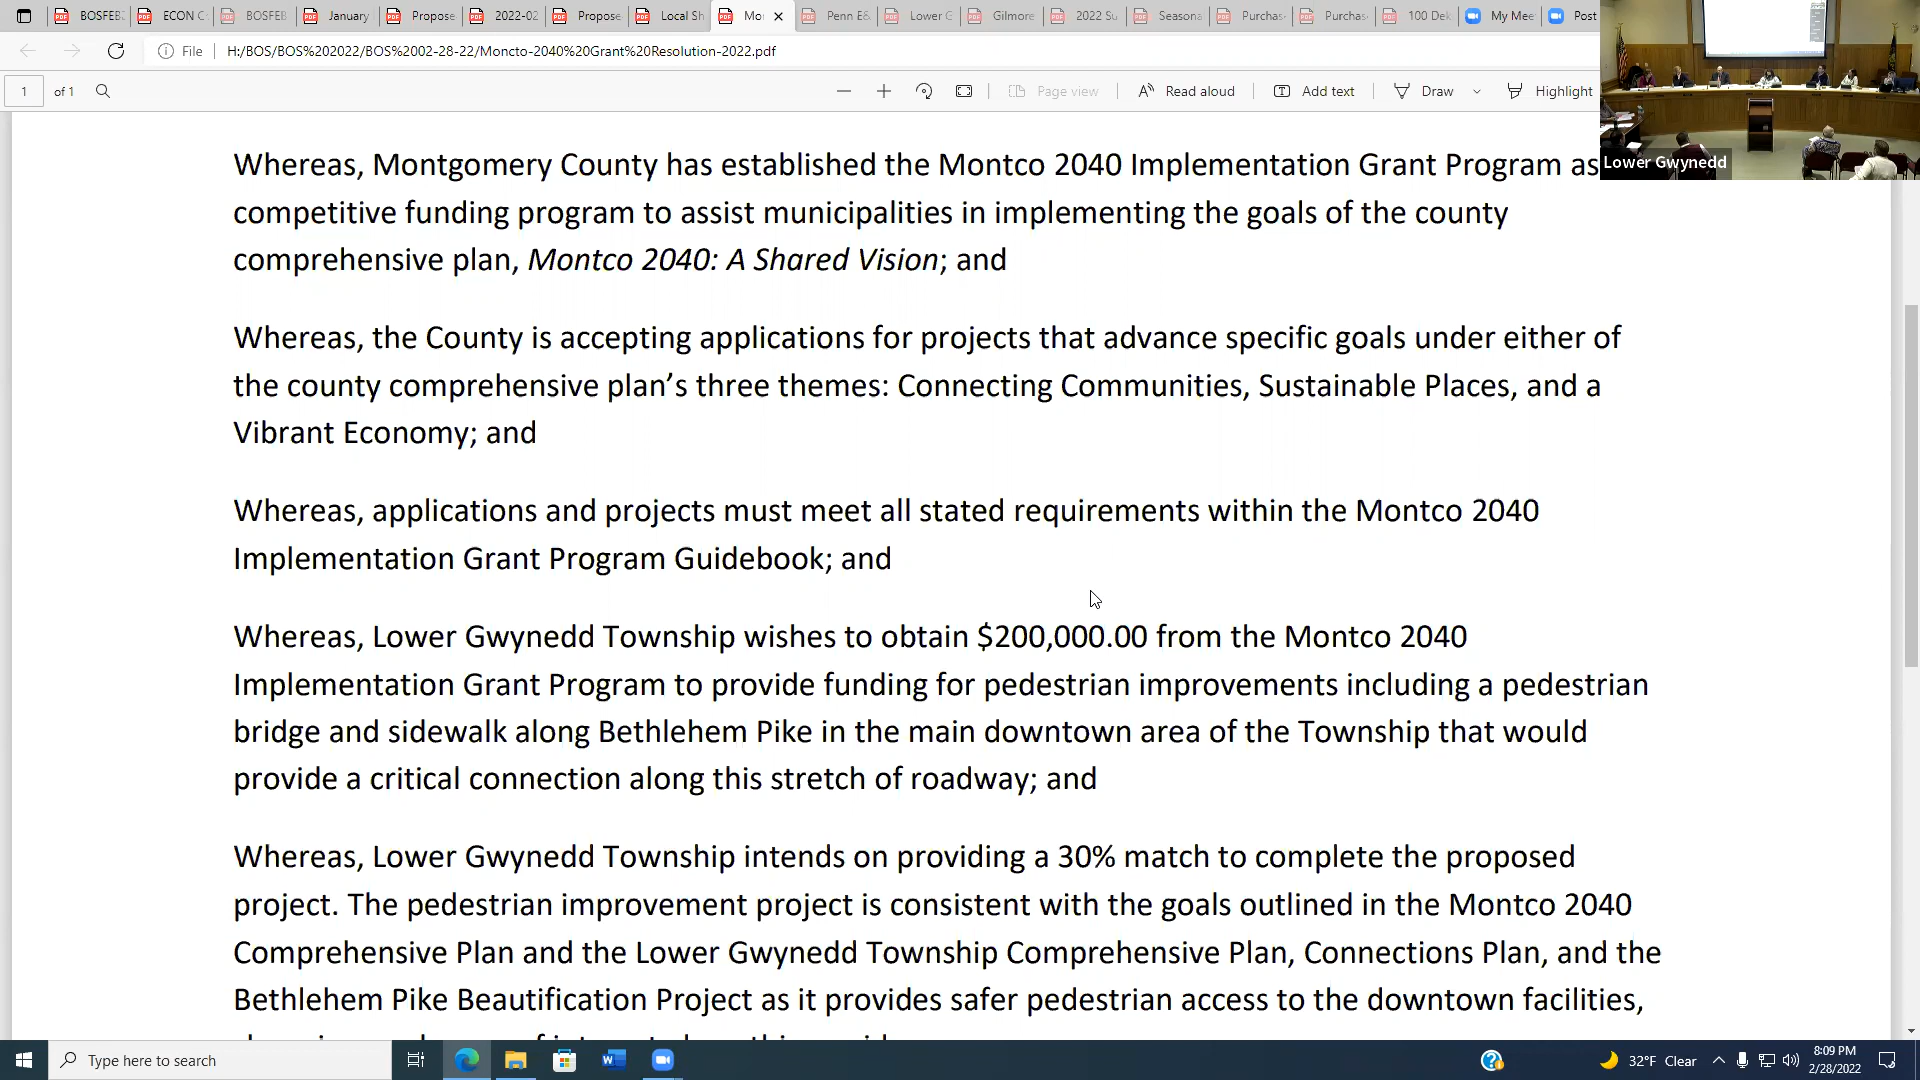 BOSFEB2
ECON C
BOSFEB
January
Propose
2022-02
Propose
Local Sh
Mo
Penn E&
Lower G
Gilmore
2022 Su
Seasona
Purchas
Purchas
100 Dek
My Mee
Post
File
H:/BOS/BOS%202022/BOS%2002-28-22/Moncto-2040%20Grant%20Resolution-2022.pdf
1 of 1
Page view
Read aloud
Add text
Draw
Highlight
Lower Gwynedd
Whereas, Montgomery County has established the Montco 2040 Implementation Grant Program as
competitive funding program to assist municipalities in implementing the goals of the county
comprehensive plan, Montco 2040: A Shared Vision; and
Whereas, the County is accepting applications for projects that advance specific goals under either of
the county comprehensive plan’s three themes: Connecting Communities, Sustainable Places, and a
Vibrant Economy; and
Whereas, applications and projects must meet all stated requirements within the Montco 2040
Implementation Grant Program Guidebook; and
Whereas, Lower Gwynedd Township wishes to obtain $200,000.00 from the Montco 2040
Implementation Grant Program to provide funding for pedestrian improvements including a pedestrian
bridge and sidewalk along Bethlehem Pike in the main downtown area of the Township that would
provide a critical connection along this stretch of roadway; and
Whereas, Lower Gwynedd Township intends on providing a 30% match to complete the proposed
project. The pedestrian improvement project is consistent with the goals outlined in the Montco 2040
Comprehensive Plan and the Lower Gwynedd Township Comprehensive Plan, Connections Plan, and the
Bethlehem Pike Beautification Project as it provides safer pedestrian access to the downtown facilities,
Type here to search
32°F Clear
8:09 PM
2/28/2022